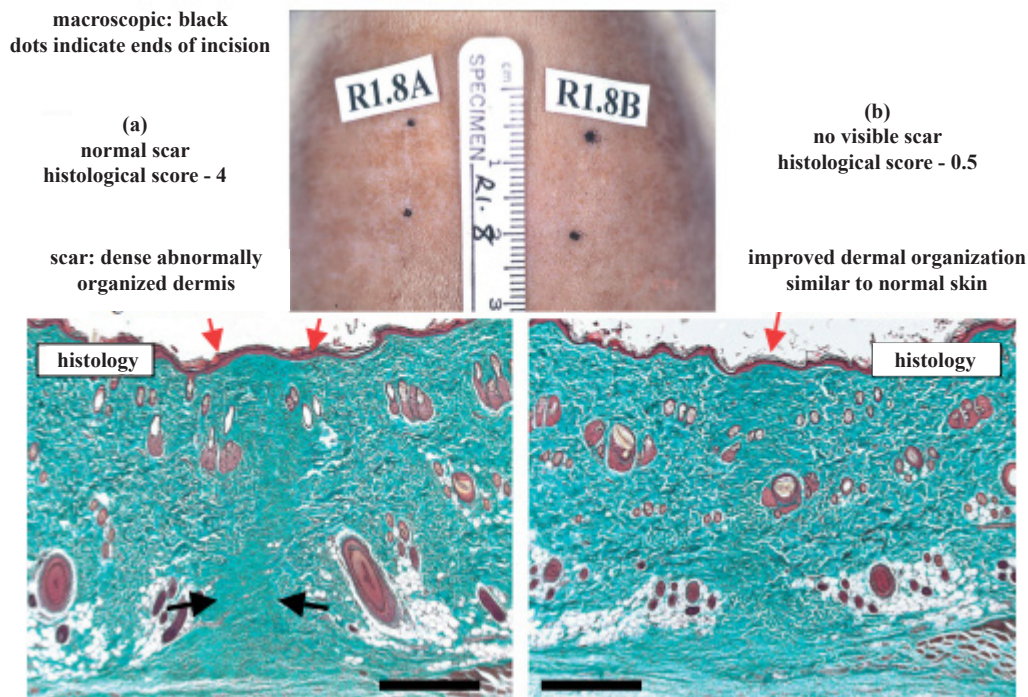 macroscopic: black
dots indicate ends of incision
(a)
normal scar
histological score - 4
R1.8A
SPECIMEN
R1.8
cm
1
2
3
R1.8B
(b)
no visible scar
histological score - 0.5
scar: dense abnormally
organized dermis
improved dermal organization
similar to normal skin
histology
histology